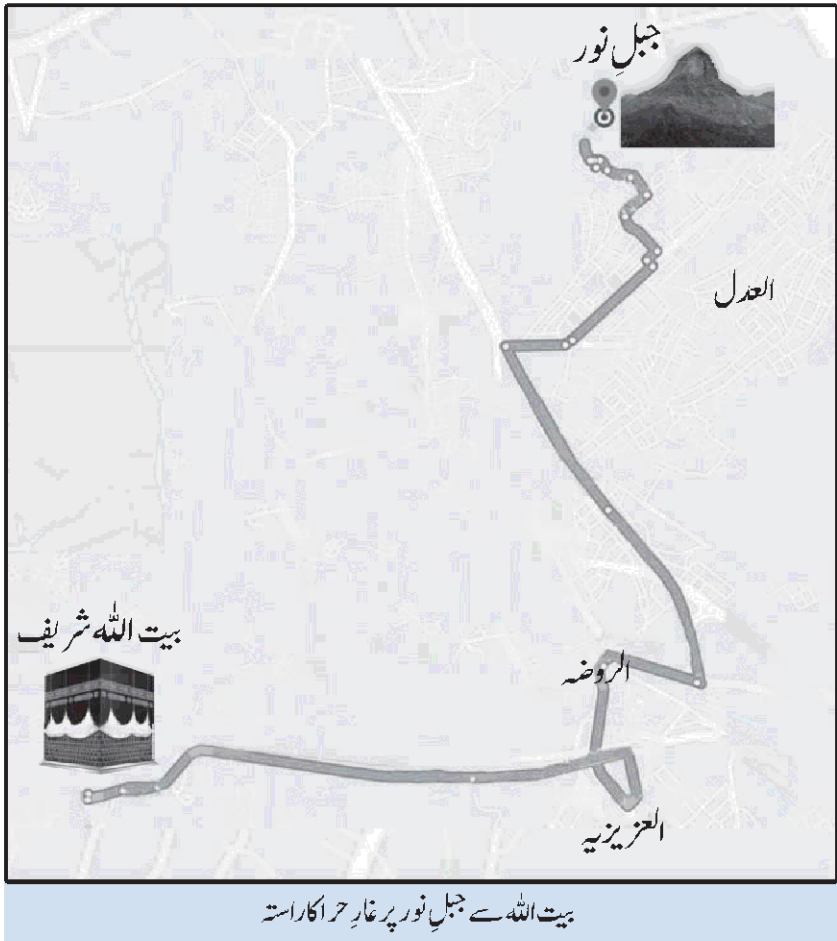 جبلِ نور
العدل
بیت اللہ شریف
الروضہ
العزیزیہ
بیت اللہ سے جبلِ نور پر غارِ حرا کا راستہ